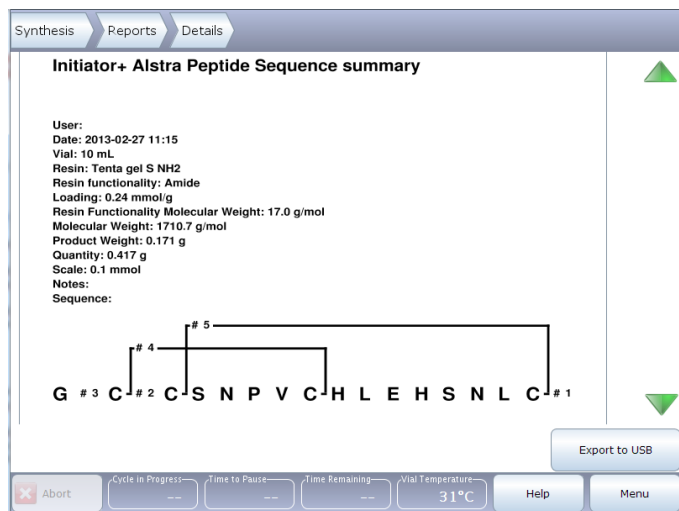 Synthesis Reports Details
Initiator+ Alstra Peptide Sequence summary
User:
Date: 2013-02-27 11:15
Vial: 10 mL
Resin: Tenta gel S NH2
Resin functionality: Amide
Loading: 0.24 mmol/g
Resin Functionality Molecular Weight: 17.0 g/mol
Molecular Weight: 1710.7 g/mol
Product Weight: 0.171 g
Quantity: 0.417 g
Scale: 0.1 mmol
Notes:
Sequence:
# 5
# 4
G # 3 C # 2 C S N P V C H L E H S N L C # 1
Export to USB
Abort
Cycle in Progress -- Time to Pause -- Time Remaining -- Vial Temperature 31°C
Help
Menu